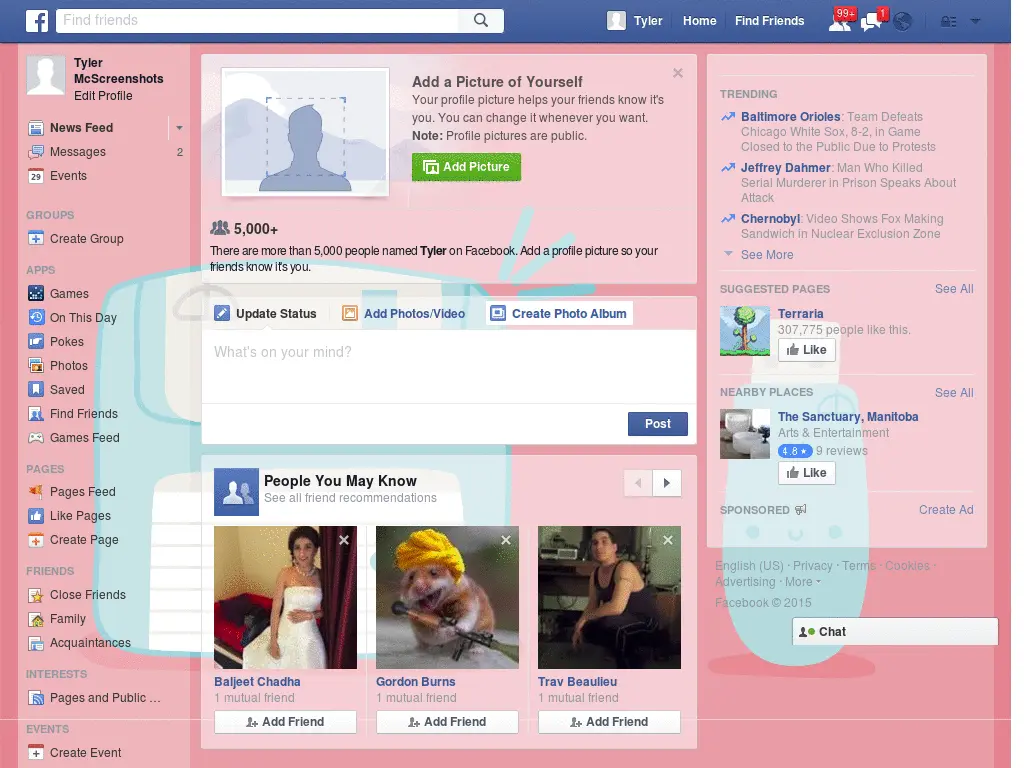 f
Find friends
Tyler
Home
Find Friends
99+
1
Tyler
McScreenshots
Edit Profile
News Feed
Messages
2
29
Events
GROUPS
Create Group
APPS
Games
On This Day
Pokes
Photos
Saved
Find Friends
Games Feed
PAGES
Pages Feed
Like Pages
Create Page
FRIENDS
Close Friends
Family
Acquaintances
INTERESTS
Pages and Public ...
EVENTS
Create Event
Add a Picture of Yourself
Your profile picture helps your friends know it's
you. You can change it whenever you want.
Note: Profile pictures are public.
Add Picture
5,000+
There are more than 5,000 people named Tyler on Facebook. Add a profile picture so your
friends know it's you.
Update Status
Add Photos/Video
Create Photo Album
What's on your mind?
Post
People You May Know
See all friend recommendations
Baljeet Chadha
1 mutual friend
Add Friend
Gordon Burns
1 mutual friend
Add Friend
Trav Beaulieu
1 mutual friend
Add Friend
TRENDING
Baltimore Orioles: Team Defeats
Chicago White Sox, 8-2, in Game
Closed to the Public Due to Protests
Jeffrey Dahmer: Man Who Killed
Serial Murderer in Prison Speaks About
Attack
Chernobyl: Video Shows Fox Making
Sandwich in Nuclear Exclusion Zone
See More
SUGGESTED PAGES
See All
Terraria
307,775 people like this.
Like
NEARBY PLACES
See All
The Sanctuary, Manitoba
Arts & Entertainment
4.8 ★ 9 reviews
Like
SPONSORED
Create Ad
English (US) · Privacy · Terms · Cookies ·
Advertising · More
Facebook © 2015
Chat